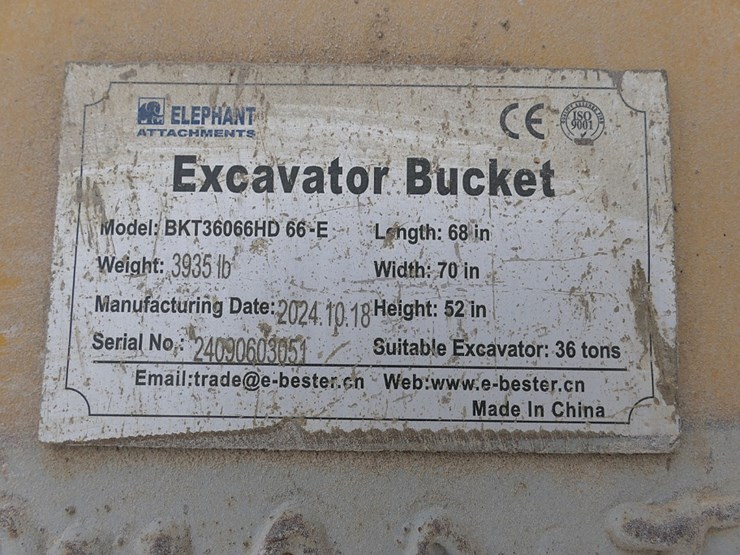 ELEPHANT
ATTACHMENTS
CE
ISO
9001
Excavator Bucket
Model: BKT36066HD 66 -E
Length: 68 in
Weight: 3935 lb
Width: 70 in
Manufacturing Date: 2024.10.18
Height: 52 in
Serial No.: 24090603051
Suitable Excavator: 36 tons
Email:trade@e-bester.cn Web:www.e-bester.cn
Made In China